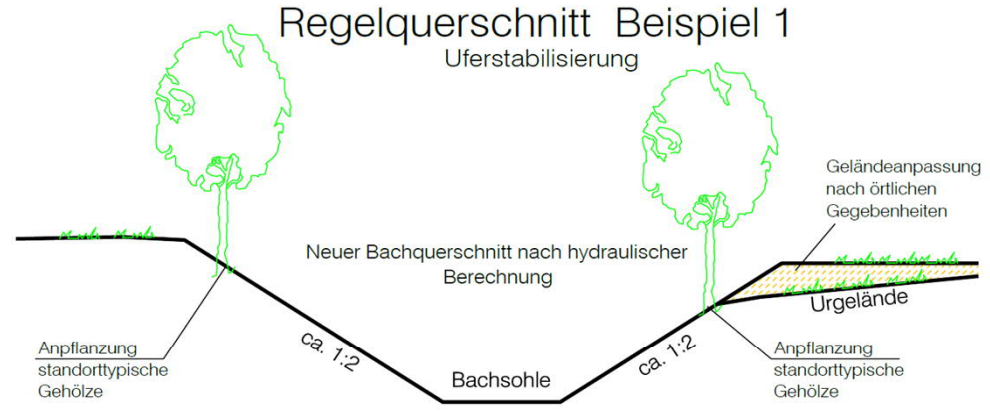 Regelquerschnitt Beispiel 1
Uferstabilisierung
Geländeanpassung
nach örtlichen
Gegebenheiten
Neuer Bachquerschnitt nach hydraulischer
Berechnung
Urgelände
Anpflanzung
standorttypische
Gehölze
ca. 1:2
Bachsohle
ca. 1:2
Anpflanzung
standorttypische
Gehölze